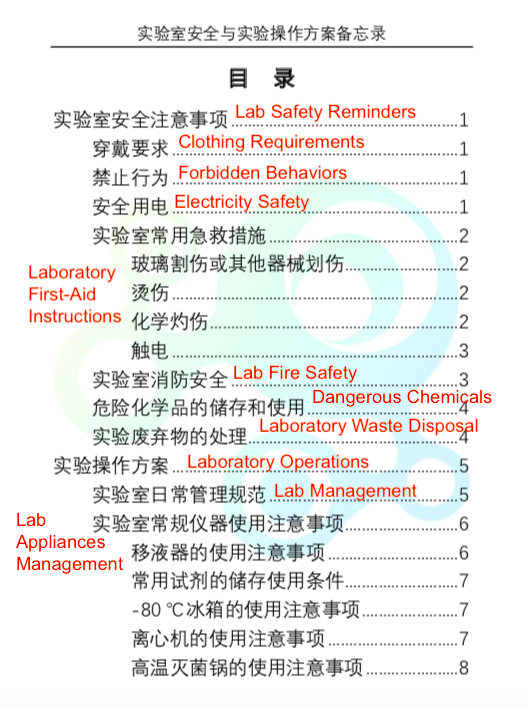 实验室安全与实验操作方案备忘录
目 录
实验室安全注意事项 Lab Safety Reminders 1
穿戴要求 Clothing Requirements 1
禁止行为 Forbidden Behaviors 1
安全用电 Electricity Safety 1
实验室常用急救措施 2
Laboratory First-Aid Instructions
玻璃割伤或其他器械划伤 2
烫伤 2
化学灼伤 2
触电 3
实验室消防安全 Lab Fire Safety 3
危险化学品的储存和使用 Dangerous Chemicals 4
实验废弃物的处理 Laboratory Waste Disposal 4
实验操作方案 Laboratory Operations 5
实验室日常管理规范 Lab Management 5
Lab Appliances Management
实验室常规仪器使用注意事项 6
移液器的使用注意事项 6
常用试剂的储存使用条件 7
-80 ℃冰箱的使用注意事项 7
离心机的使用注意事项 7
高温灭菌锅的使用注意事项 8